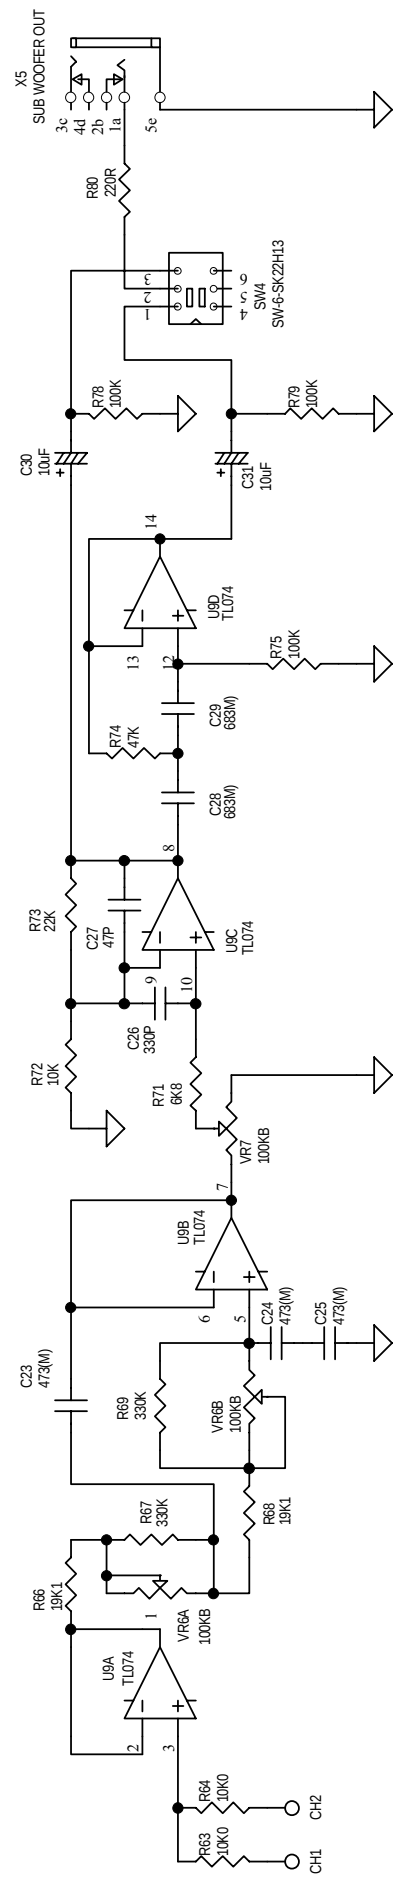 X5
SUB WOOFER OUT
3c
4d
2b
1a
5e
R80
220R
3
2
1
6
5
4
SW4
SW-6-SK22H13
R78
100K
R79
100K
C30
10uF
+
C31
10uF
+
14
U9D
TL074
13
12
R75
100K
R74
47K
C29
683M)
C28
683M)
8
R73
22K
C27
47P
U9C
TL074
9
10
C26
330P
R72
10K
R71
6K8
VR7
100KB
7
U9B
TL074
6
5
C23
473(M)
C24
473(M)
C25
473(M)
R69
330K
VR6B
100KB
R68
19K1
R67
330K
R66
19K1
1
VR6A
100KB
U9A
TL074
2
3
R64
10K0
R63
10K0
CH2
CH1